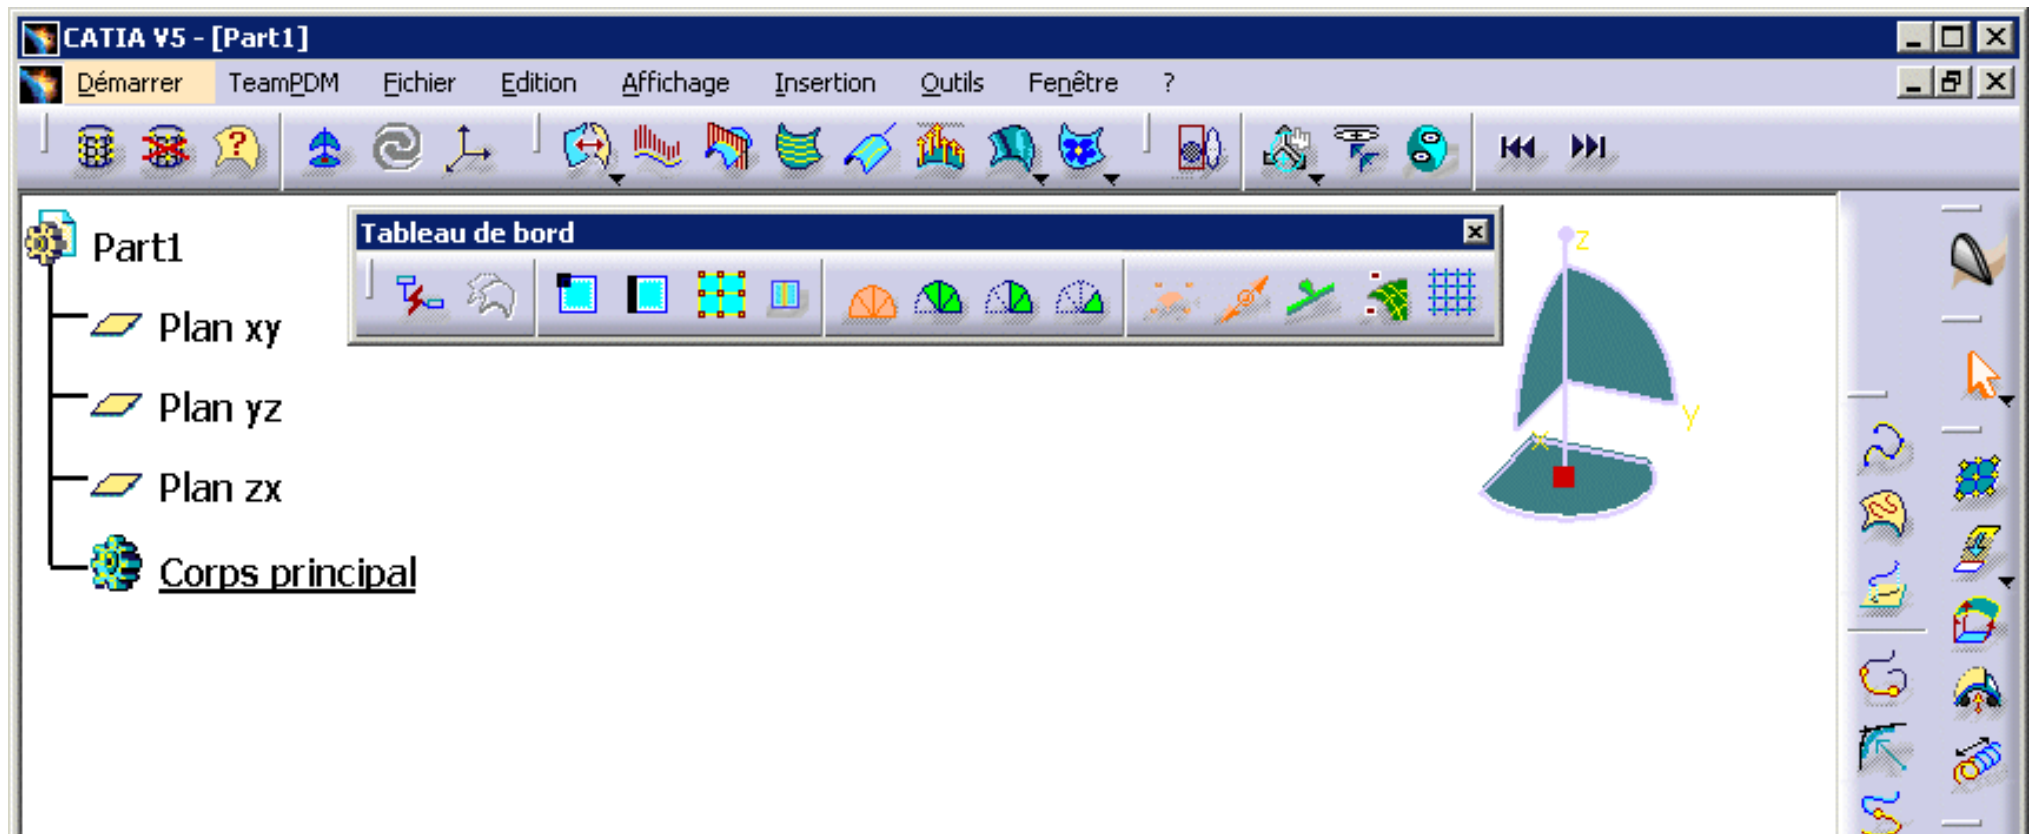 CATIA V5 - [Part1]
Démarrer TeamPDM Fichier Edition Affichage Insertion Outils Fenêtre ?
Part1
Tableau de bord
Plan xy
Plan yz
Plan zx
Corps principal
z
y
x